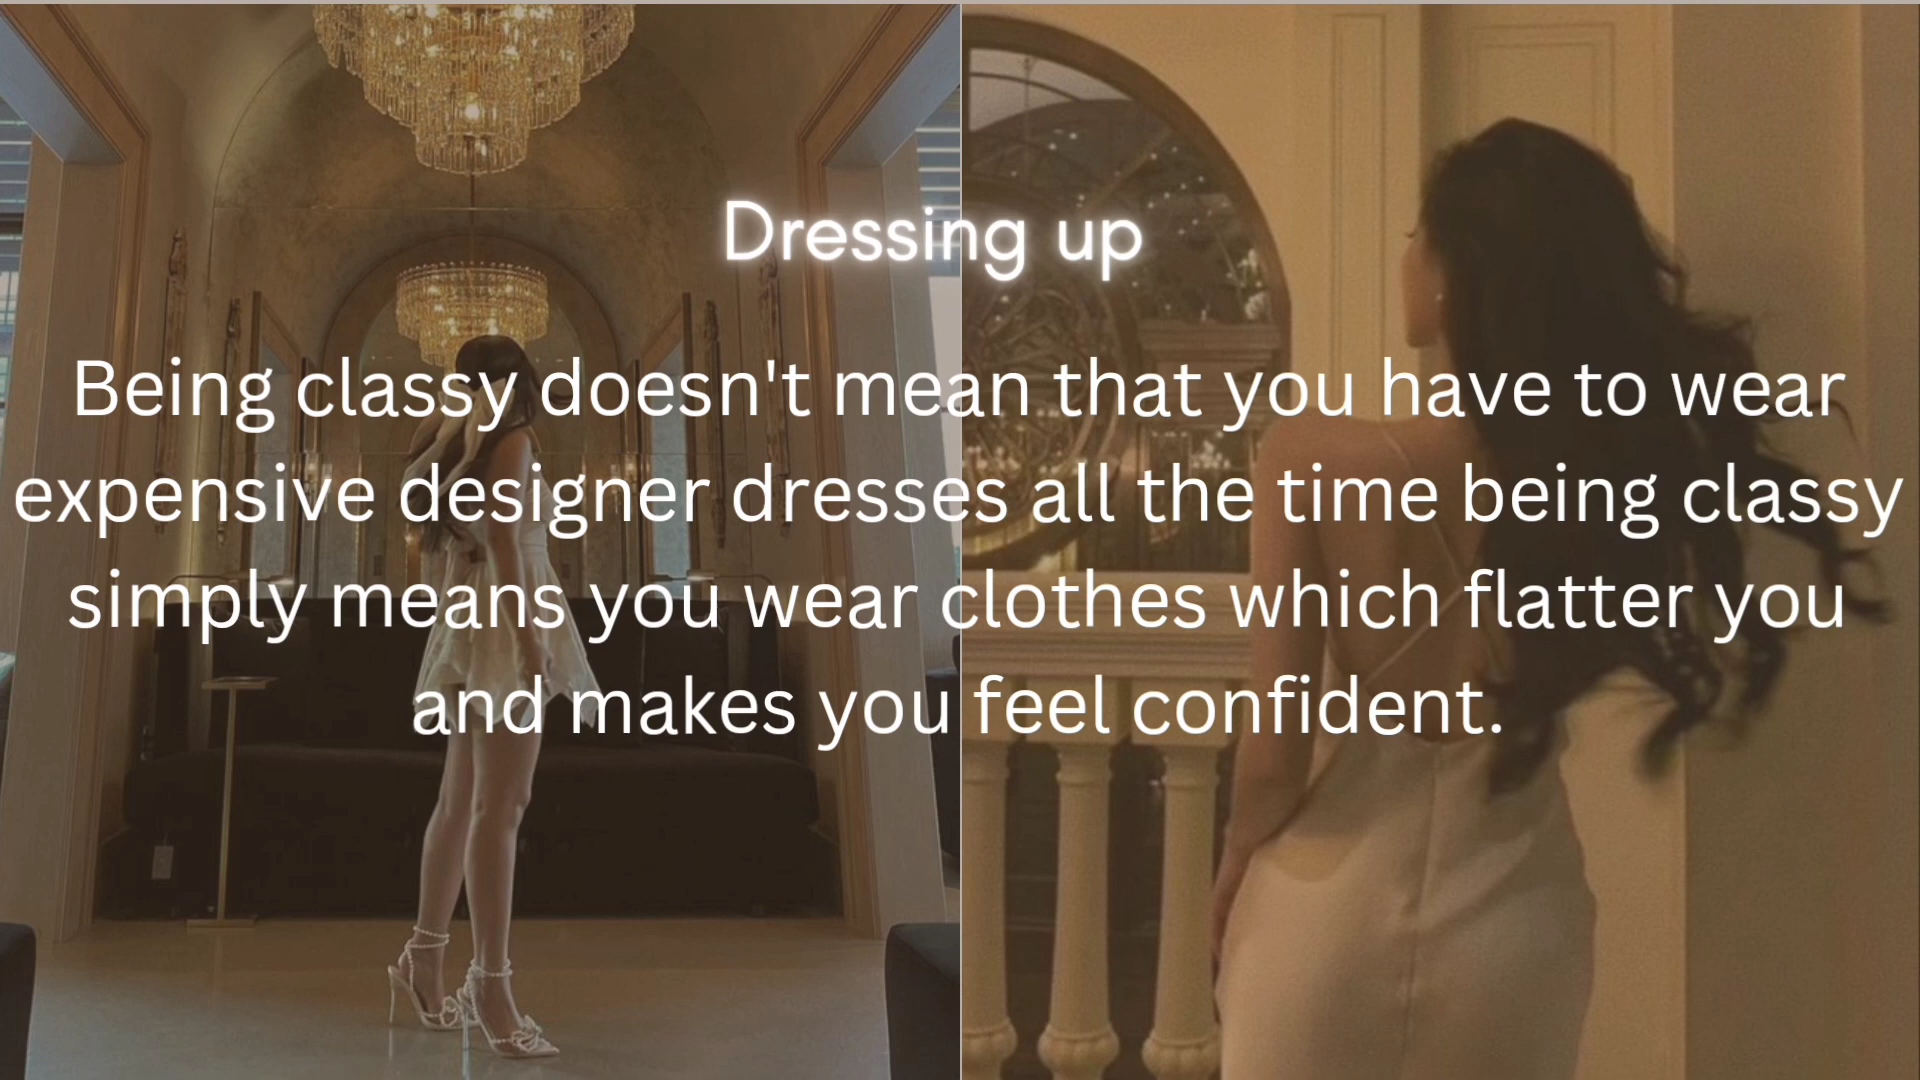 Dressing up
Being classy doesn't mean that you have to wear
expensive designer dresses all the time being classy
simply means you wear clothes which flatter you
and makes you feel confident.